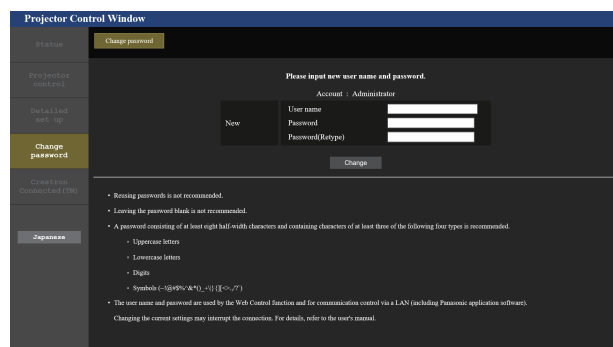 Projector Control Window
Status
Change password
Projector
control
Detailed
set up
Change
password
Crestron
Connected(TM)
Japanese
Please input new user name and password.
Account : Administrator
New
User name
Password
Password(Retype)
Change
• Reusing passwords is not recommended.
• Leaving the password blank is not recommended.
• A password consisting of at least eight half-width characters and containing characters of at least three of the following four types is recommended.
◦ Uppercase letters
◦ Lowercase letters
◦ Digits
◦ Symbols (~!@#$%^&*()_+\{}[]<>.,/?`)
• The user name and password are used by the Web Control function and for communication control via a LAN (including Panasonic application software).
Changing the current settings may interrupt the connection. For details, refer to the user's manual.